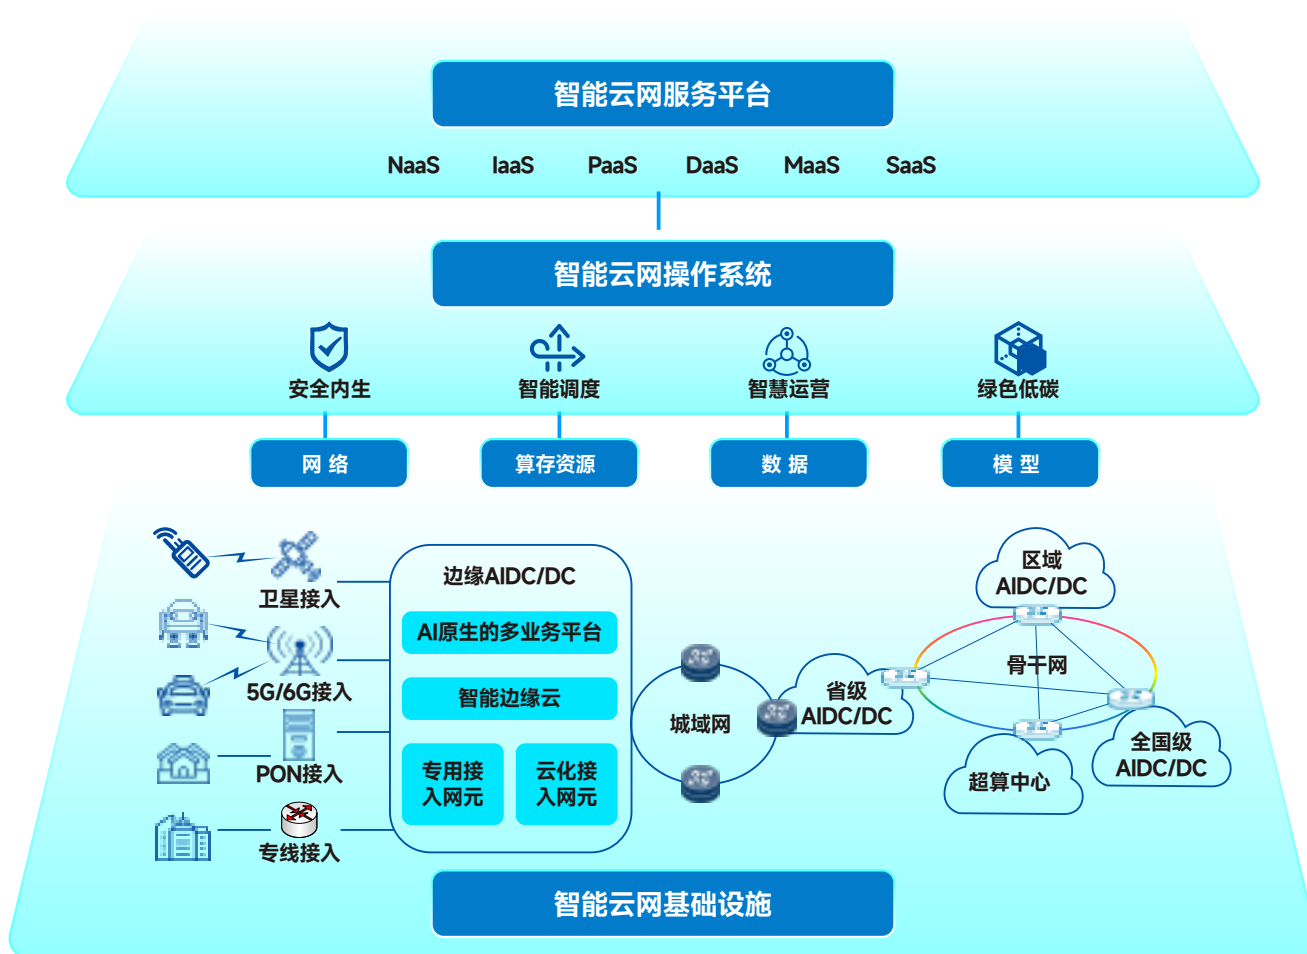 智能云网服务平台
NaaS IaaS PaaS DaaS MaaS SaaS
智能云网操作系统
安全内生 智能调度 智慧运营 绿色低碳
网 络 算存资源 数 据 模 型
卫星接入
5G/6G接入
PON接入
专线接入
边缘AIDC/DC
AI原生的多业务平台
智能边缘云
专用接
入网元
云化接
入网元
城域网
省级
AIDC/DC
区域
AIDC/DC
骨干网
全国级
AIDC/DC
超算中心
智能云网基础设施